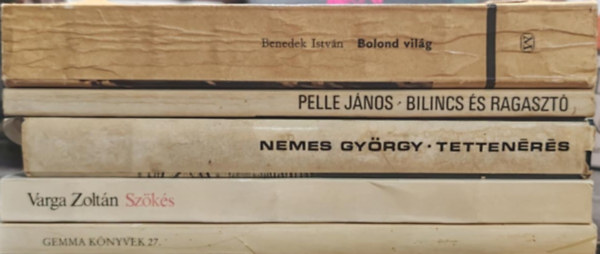 Benedek István Bolond világ M
PELLE JÁNOS · BILINCS ÉS RAGASZTÓ
NEMES GYÖRGY · TETTENÉRÉS
Varga Zoltán Szökés
GEMMA KÖNYVEK 27.